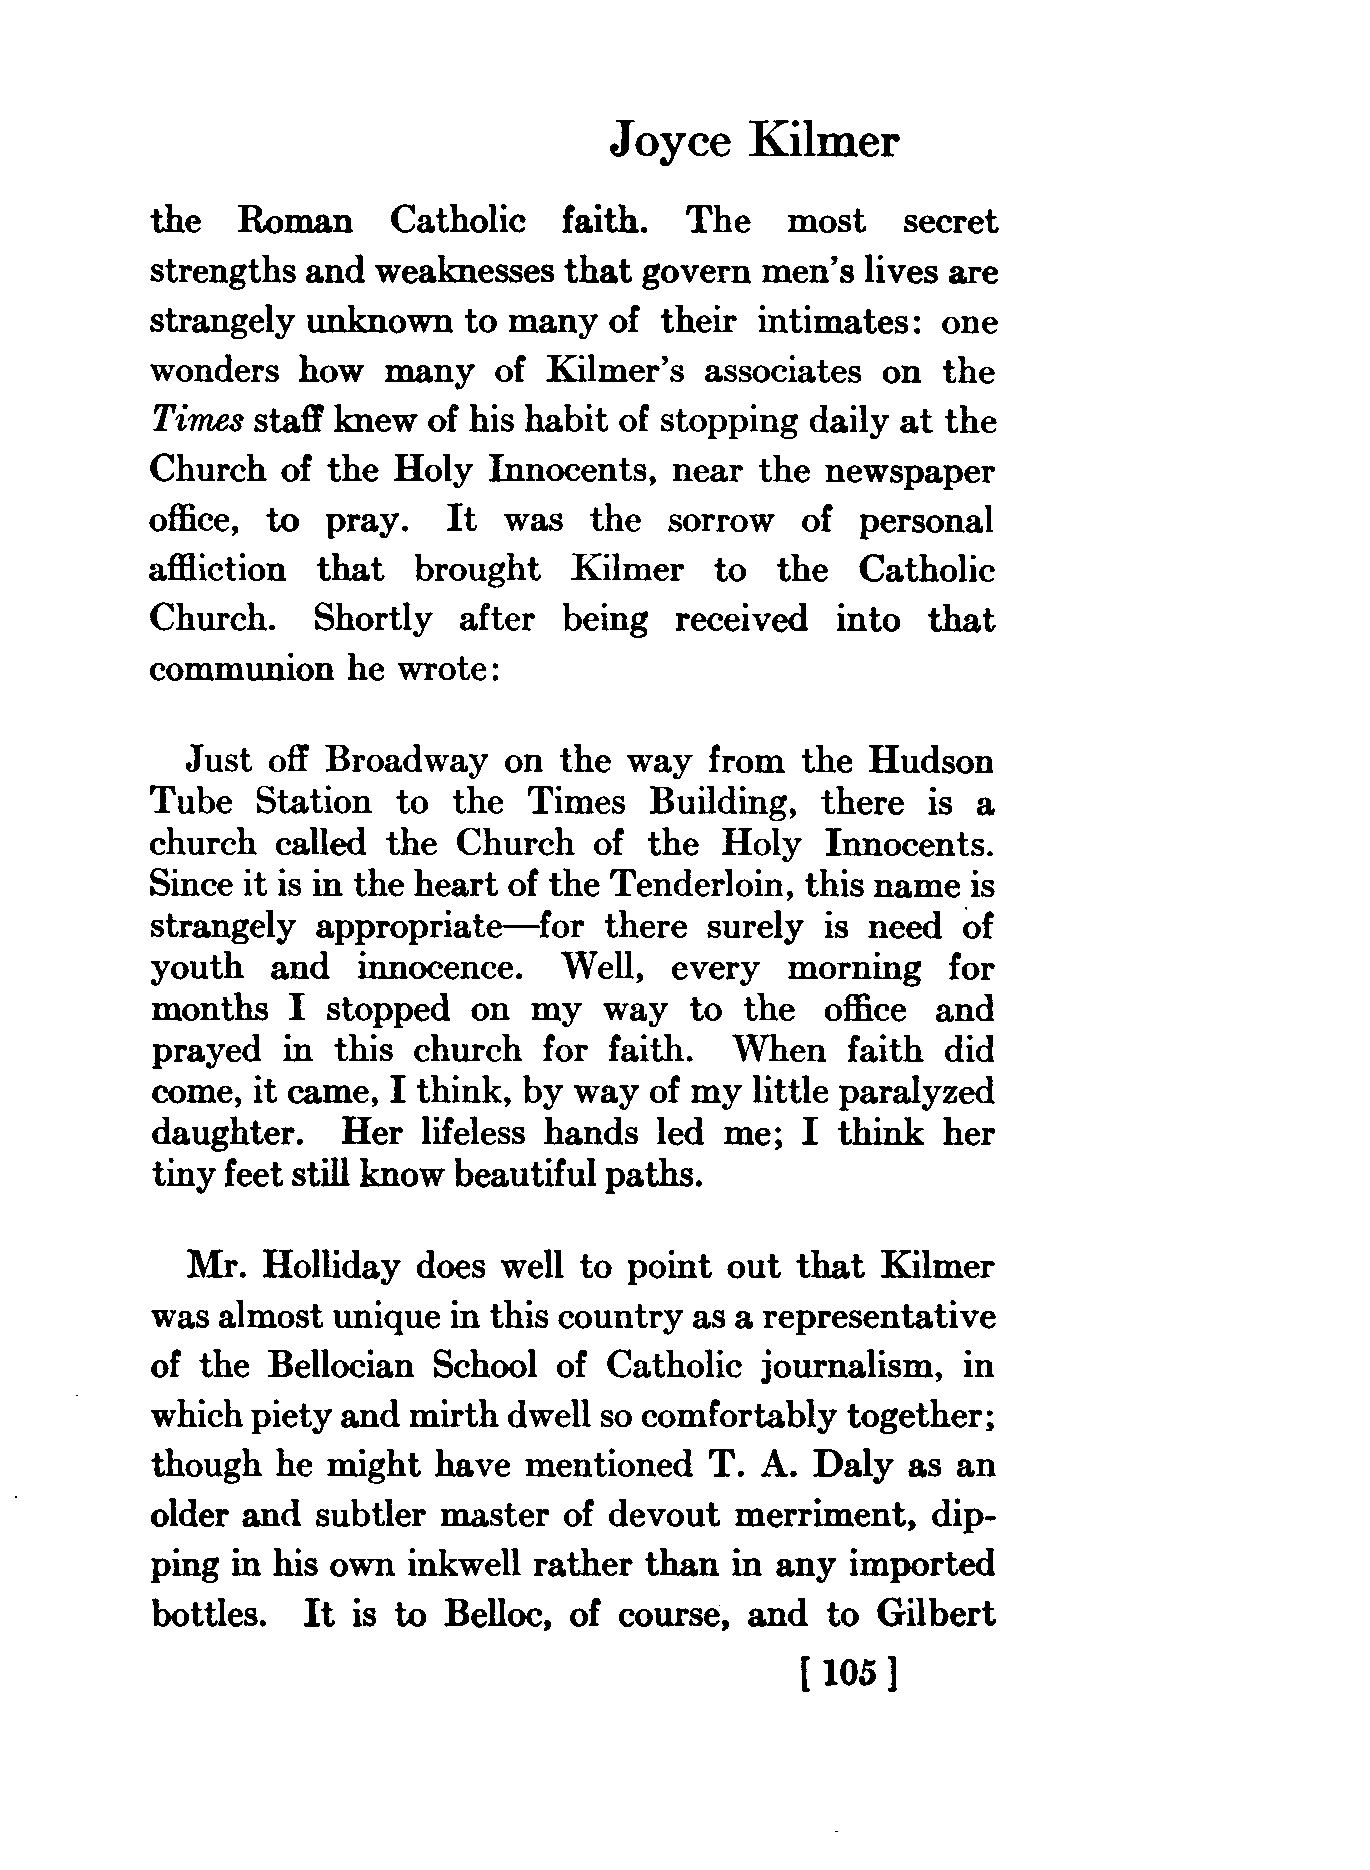 Joyce Kilmer
the Roman Catholic faith. The most secret
strengths and weaknesses that govern men's lives are
strangely unknown to many of their intimates: one
wonders how many of Kilmer's associates on the
Times staff knew of his habit of stopping daily at the
Church of the Holy Innocents, near the newspaper
office, to pray. It was the sorrow of personal
affliction that brought Kilmer to the Catholic
Church. Shortly after being received into that
communion he wrote:
Just off Broadway on the way from the Hudson
Tube Station to the Times Building, there is a
church called the Church of the Holy Innocents.
Since it is in the heart of the Tenderloin, this name is
strangely appropriate—for there surely is need of
youth and innocence. Well, every morning for
months I stopped on my way to the office and
prayed in this church for faith. When faith did
come, it came, I think, by way of my little paralyzed
daughter. Her lifeless hands led me; I think her
tiny feet still know beautiful paths.
Mr. Holliday does well to point out that Kilmer
was almost unique in this country as a representative
of the Bellocian School of Catholic journalism, in
which piety and mirth dwell so comfortably together;
though he might have mentioned T. A. Daly as an
older and subtler master of devout merriment, dip-
ping in his own inkwell rather than in any imported
bottles. It is to Belloc, of course, and to Gilbert
[ 105 ]